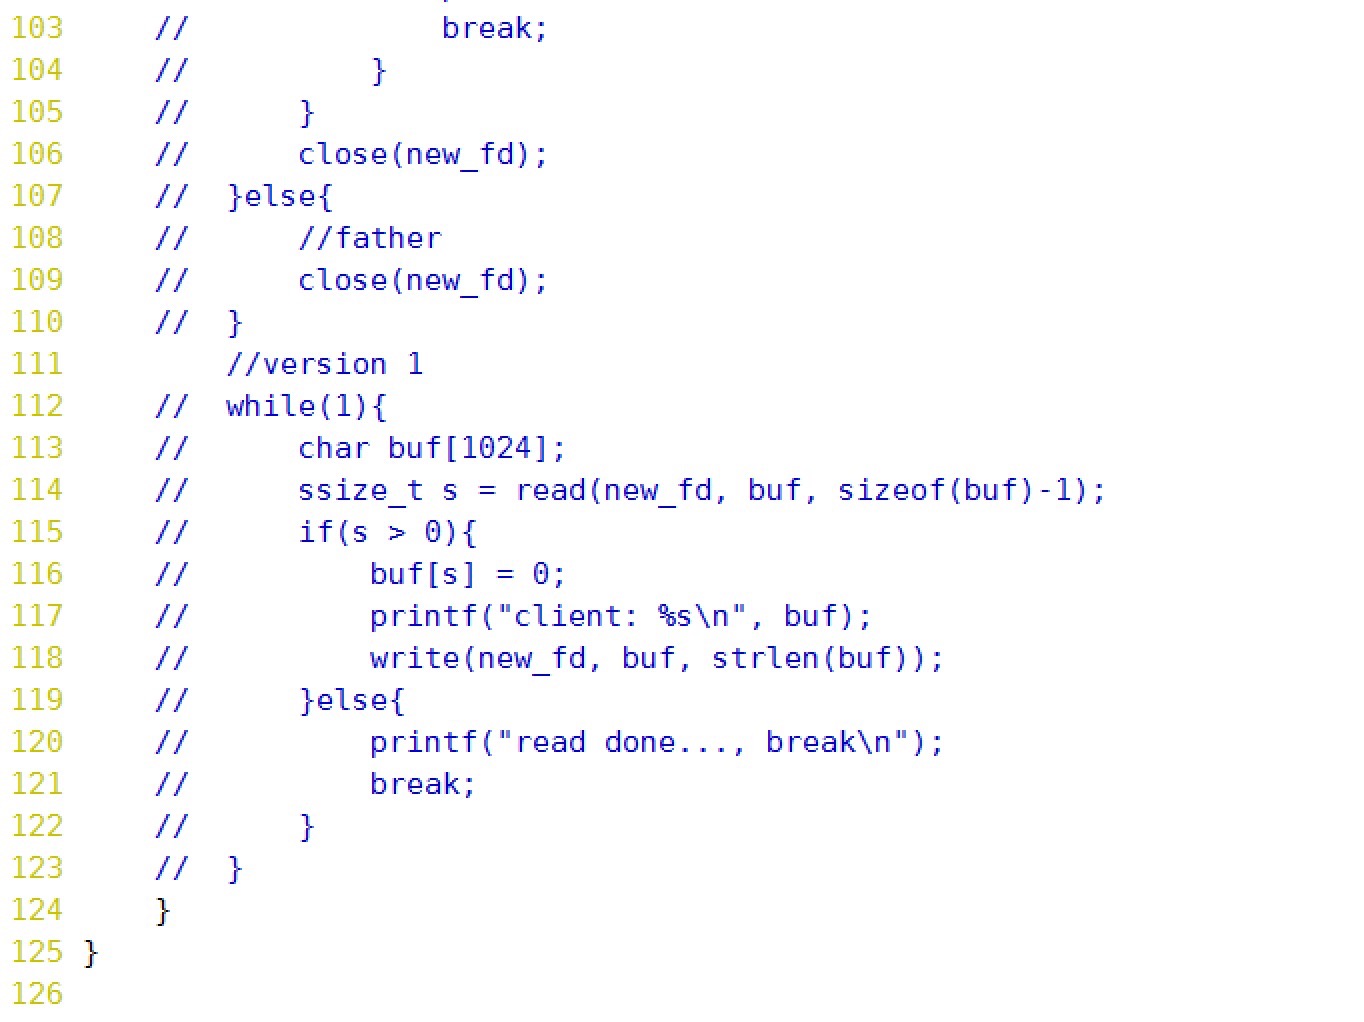 103     //              break;
104     //          }
105     //      }
106     //      close(new_fd);
107     //  }else{
108     //      //father
109     //      close(new_fd);
110     //  }
111         //version 1
112     //  while(1){
113     //      char buf[1024];
114     //      ssize_t s = read(new_fd, buf, sizeof(buf)-1);
115     //      if(s > 0){
116     //          buf[s] = 0;
117     //          printf("client: %s\n", buf);
118     //          write(new_fd, buf, strlen(buf));
119     //      }else{
120     //          printf("read done..., break\n");
121     //          break;
122     //      }
123     //  }
124     }
125 }
126